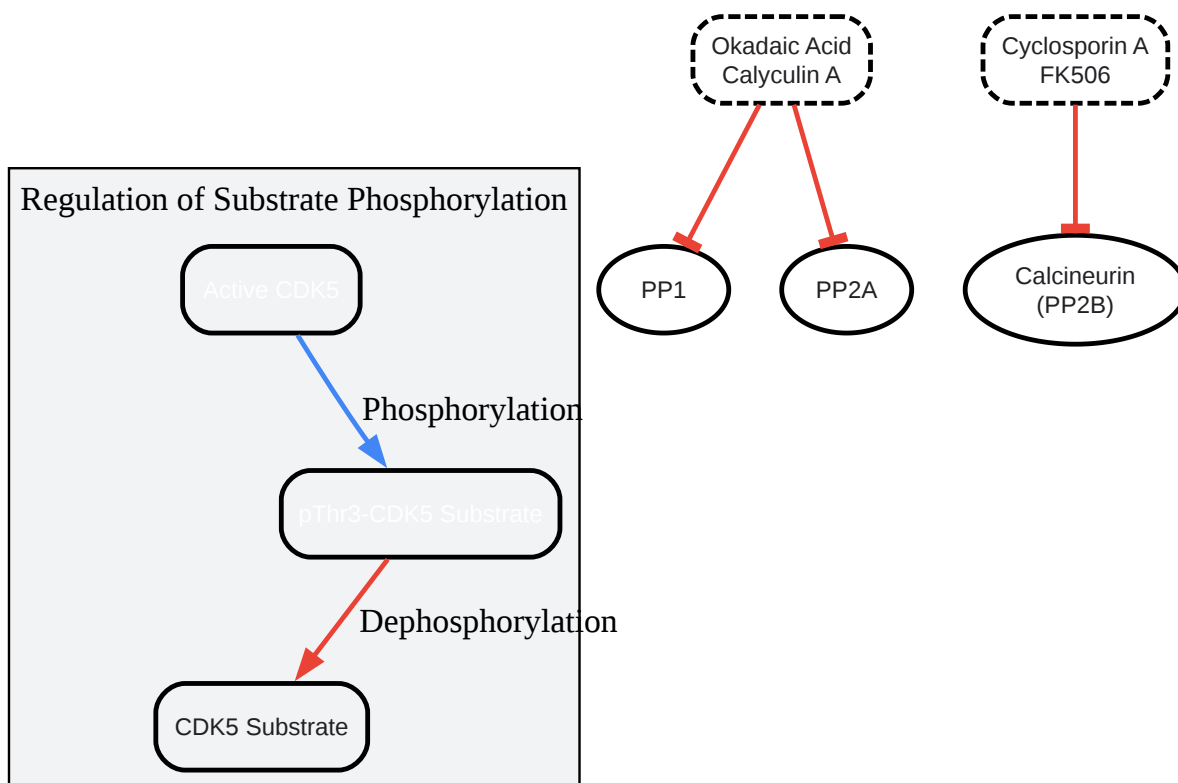 Okadaic Acid
Calyculin A
Cyclosporin A
FK506
Regulation of Substrate Phosphorylation
Active CDK5
PP1
PP2A
Calcineurin
(PP2B)
Phosphorylation
pThr3-CDK5 Substrate
Dephosphorylation
CDK5 Substrate